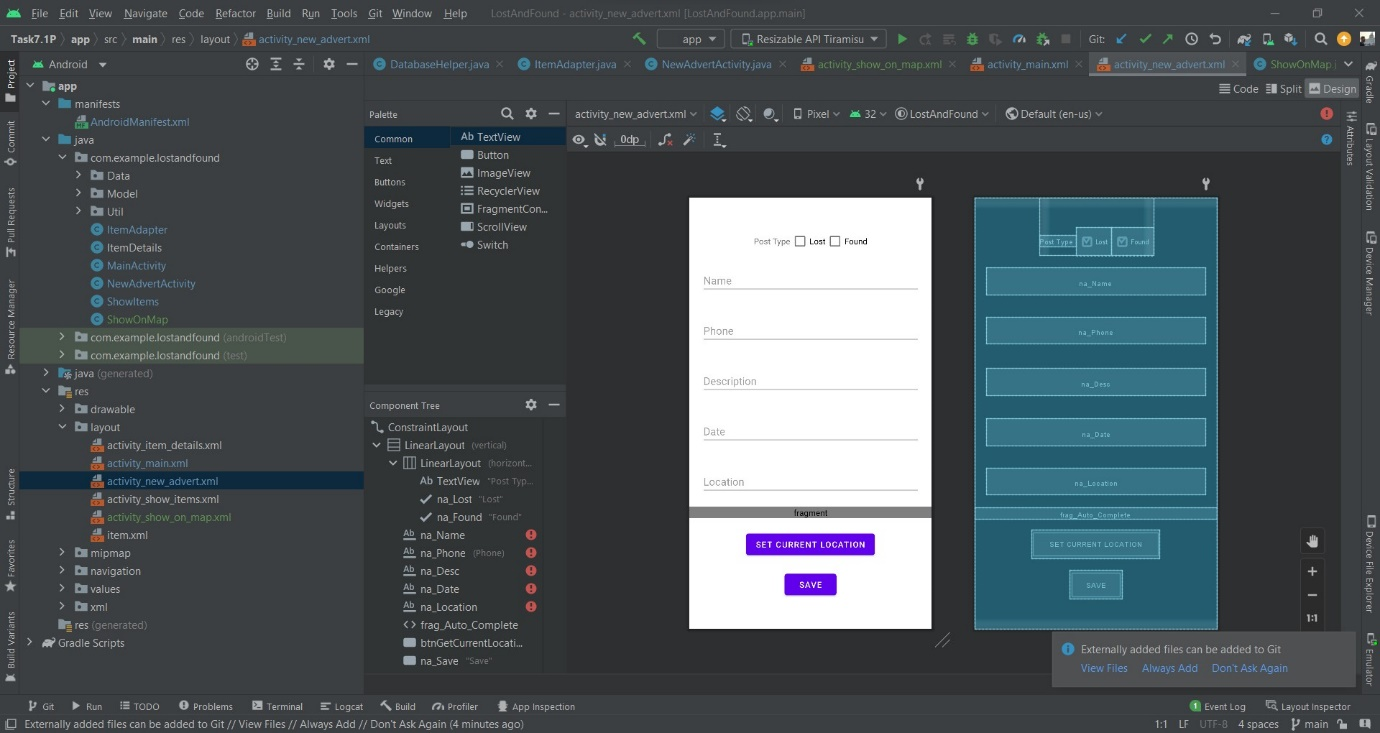 File Edit View Navigate Code Refactor Build Run Tools Git Window Help LostAndFound - activity_new_advert.xml [LostAndFound.app.main]
Task7.1P app src main res layout activity_new_advert.xml app Resizable API Tiramisu Git:
Android DatabaseHelper.java ItemAdapter.java NewAdvertActivity.java activity_show_on_map.xml activity_main.xml activity_new_advert.xml ShowOnMap.j
Code Split Design
Project
Commit
Pull Requests
Resource Manager
Structure
Favorites
Build Variants
app
manifests
AndroidManifest.xml
java
com.example.lostandfound
Data
Model
Util
ItemAdapter
ItemDetails
MainActivity
NewAdvertActivity
ShowItems
ShowOnMap
com.example.lostandfound (androidTest)
com.example.lostandfound (test)
java (generated)
res
drawable
layout
activity_item_details.xml
activity_main.xml
activity_new_advert.xml
activity_show_items.xml
activity_show_on_map.xml
item.xml
mipmap
navigation
values
xml
res (generated)
Gradle Scripts
Palette
Common
Text
Buttons
Widgets
Layouts
Containers
Helpers
Google
Legacy
Ab TextView
Button
ImageView
RecyclerView
FragmentCon...
ScrollView
Switch
Component Tree
ConstraintLayout
LinearLayout (vertical)
LinearLayout (horizont...
Ab TextView "Post Typ...
na_Lost "Lost"
na_Found "Found"
Ab na_Name
Ab na_Phone (Phone)
Ab na_Desc
Ab na_Date
Ab na_Location
frag_Auto_Complete
btnGetCurrentLocati...
na_Save "Save"
activity_new_advert.xml Pixel 32 LostAndFound Default (en-us)
0dp
Post Type Lost Found
Name
Phone
Description
Date
Location
fragment
SET CURRENT LOCATION
SAVE
Post Type Lost Found
na_Name
na_Phone
na_Desc
na_Date
na_Location
frag_Auto_Complete
SET CURRENT LOCATION
SAVE
1:1
Gradle
Layout Validation
Device Manager
Device File Explorer
Emulator
Attributes
Externally added files can be added to Git
View Files Always Add Don't Ask Again
Git Run TODO Problems Terminal Logcat Build Profiler App Inspection 1 Event Log Layout Inspector
Externally added files can be added to Git // View Files // Always Add // Don't Ask Again (4 minutes ago) 1:1 LF UTF-8 4 spaces main